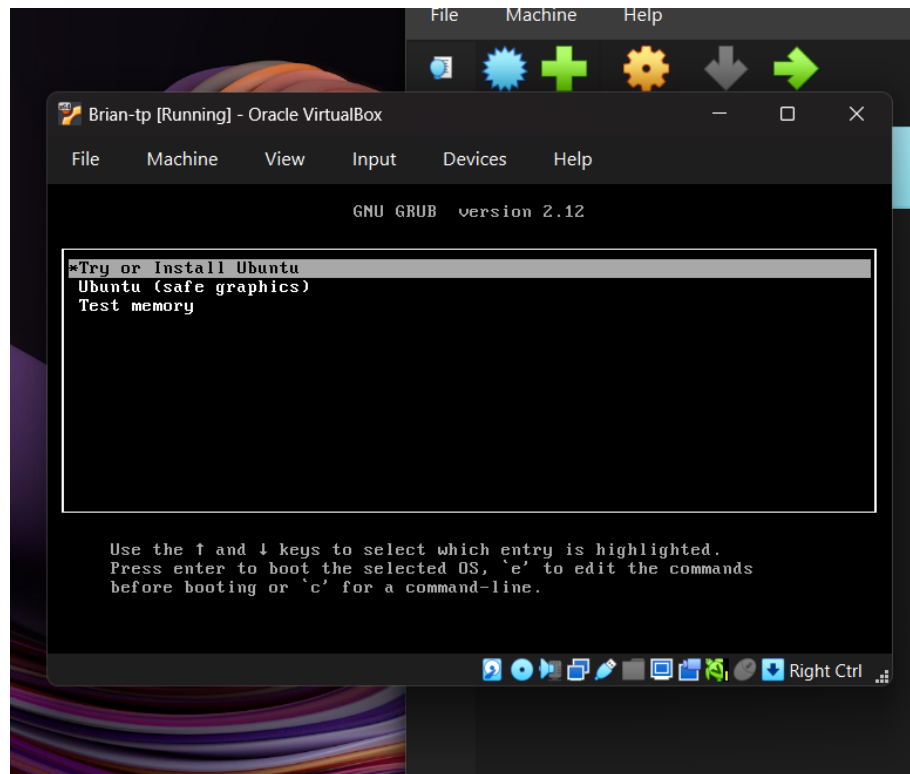 File Machine Help
Brian-tp [Running] - Oracle VirtualBox
File Machine View Input Devices Help
GNU GRUB version 2.12
*Try or Install Ubuntu
Ubuntu (safe graphics)
Test memory
Use the ↑ and ↓ keys to select which entry is highlighted.
Press enter to boot the selected OS, `e' to edit the commands
before booting or `c' for a command-line.
Right Ctrl